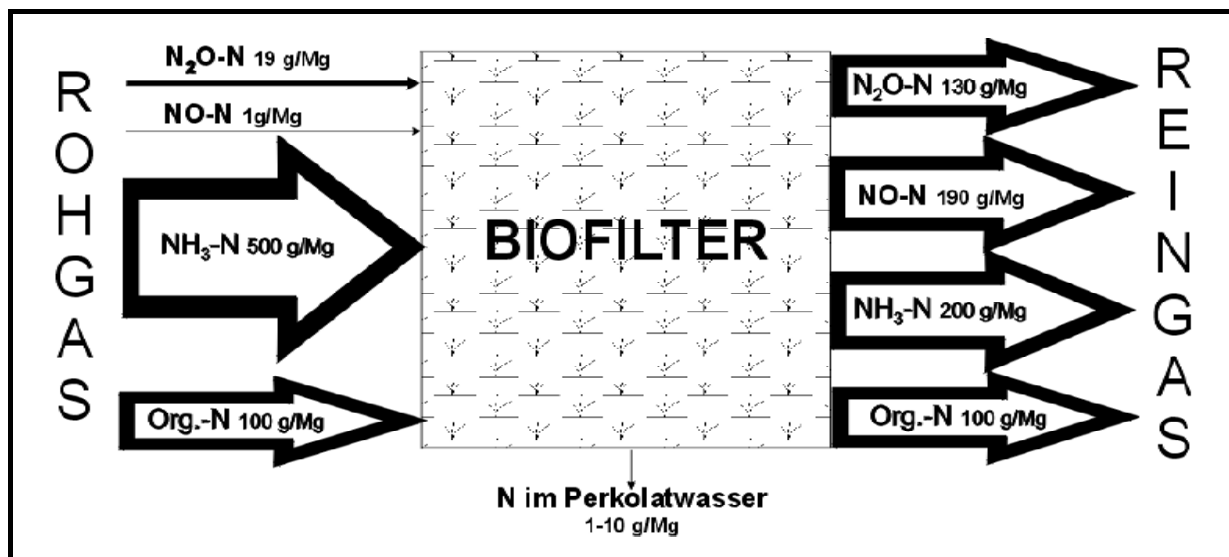 ROHGAS
N₂O-N 19 g/Mg
NO-N 1g/Mg
NH₃-N 500 g/Mg
Org.-N 100 g/Mg
BIOFILTER
N im Perkolatwasser
1-10 g/Mg
N₂O-N 130 g/Mg
NO-N 190 g/Mg
NH₃-N 200 g/Mg
Org.-N 100 g/Mg
REINGAS